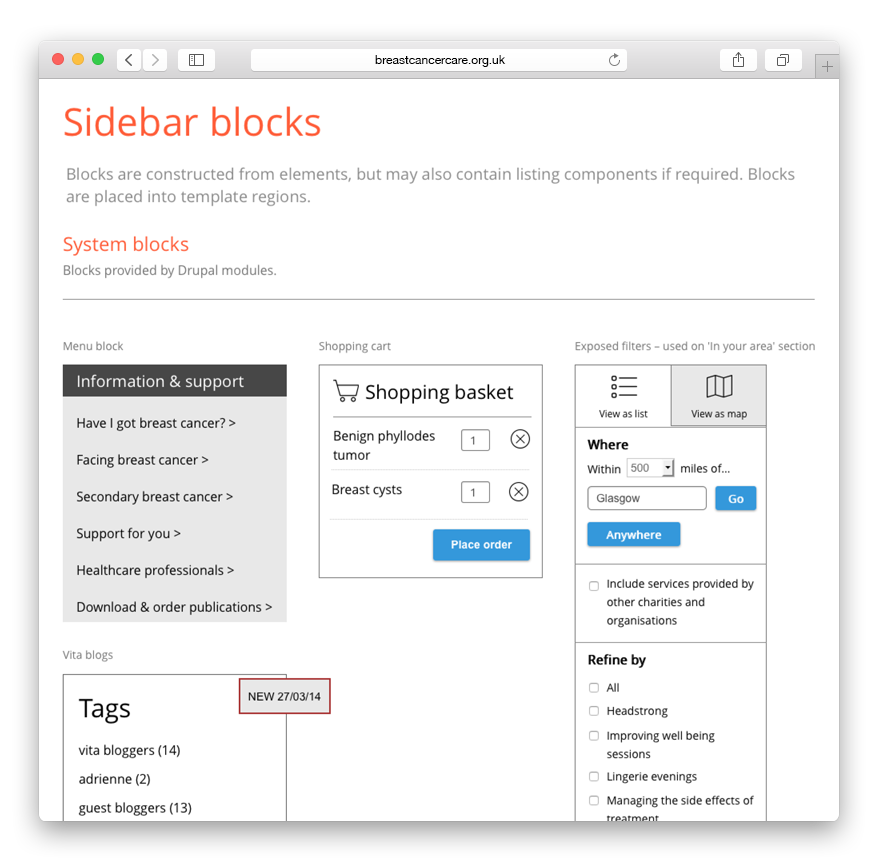 breastcancercare.org.uk
Sidebar blocks
Blocks are constructed from elements, but may also contain listing components if required. Blocks
are placed into template regions.
System blocks
Blocks provided by Drupal modules.
Menu block
Information & support
Have I got breast cancer? >
Facing breast cancer >
Secondary breast cancer >
Support for you >
Healthcare professionals >
Download & order publications >
Vita blogs
NEW 27/03/14
Tags
vita bloggers (14)
adrienne (2)
guest bloggers (13)
Shopping cart
Shopping basket
Benign phyllodes 1
tumor
Breast cysts 1
Place order
Exposed filters – used on 'In your area' section
View as list View as map
Where
Within 500 miles of...
Glasgow Go
Anywhere
Include services provided by
other charities and
organisations
Refine by
All
Headstrong
Improving well being
sessions
Lingerie evenings
Managing the side effects of
treatment